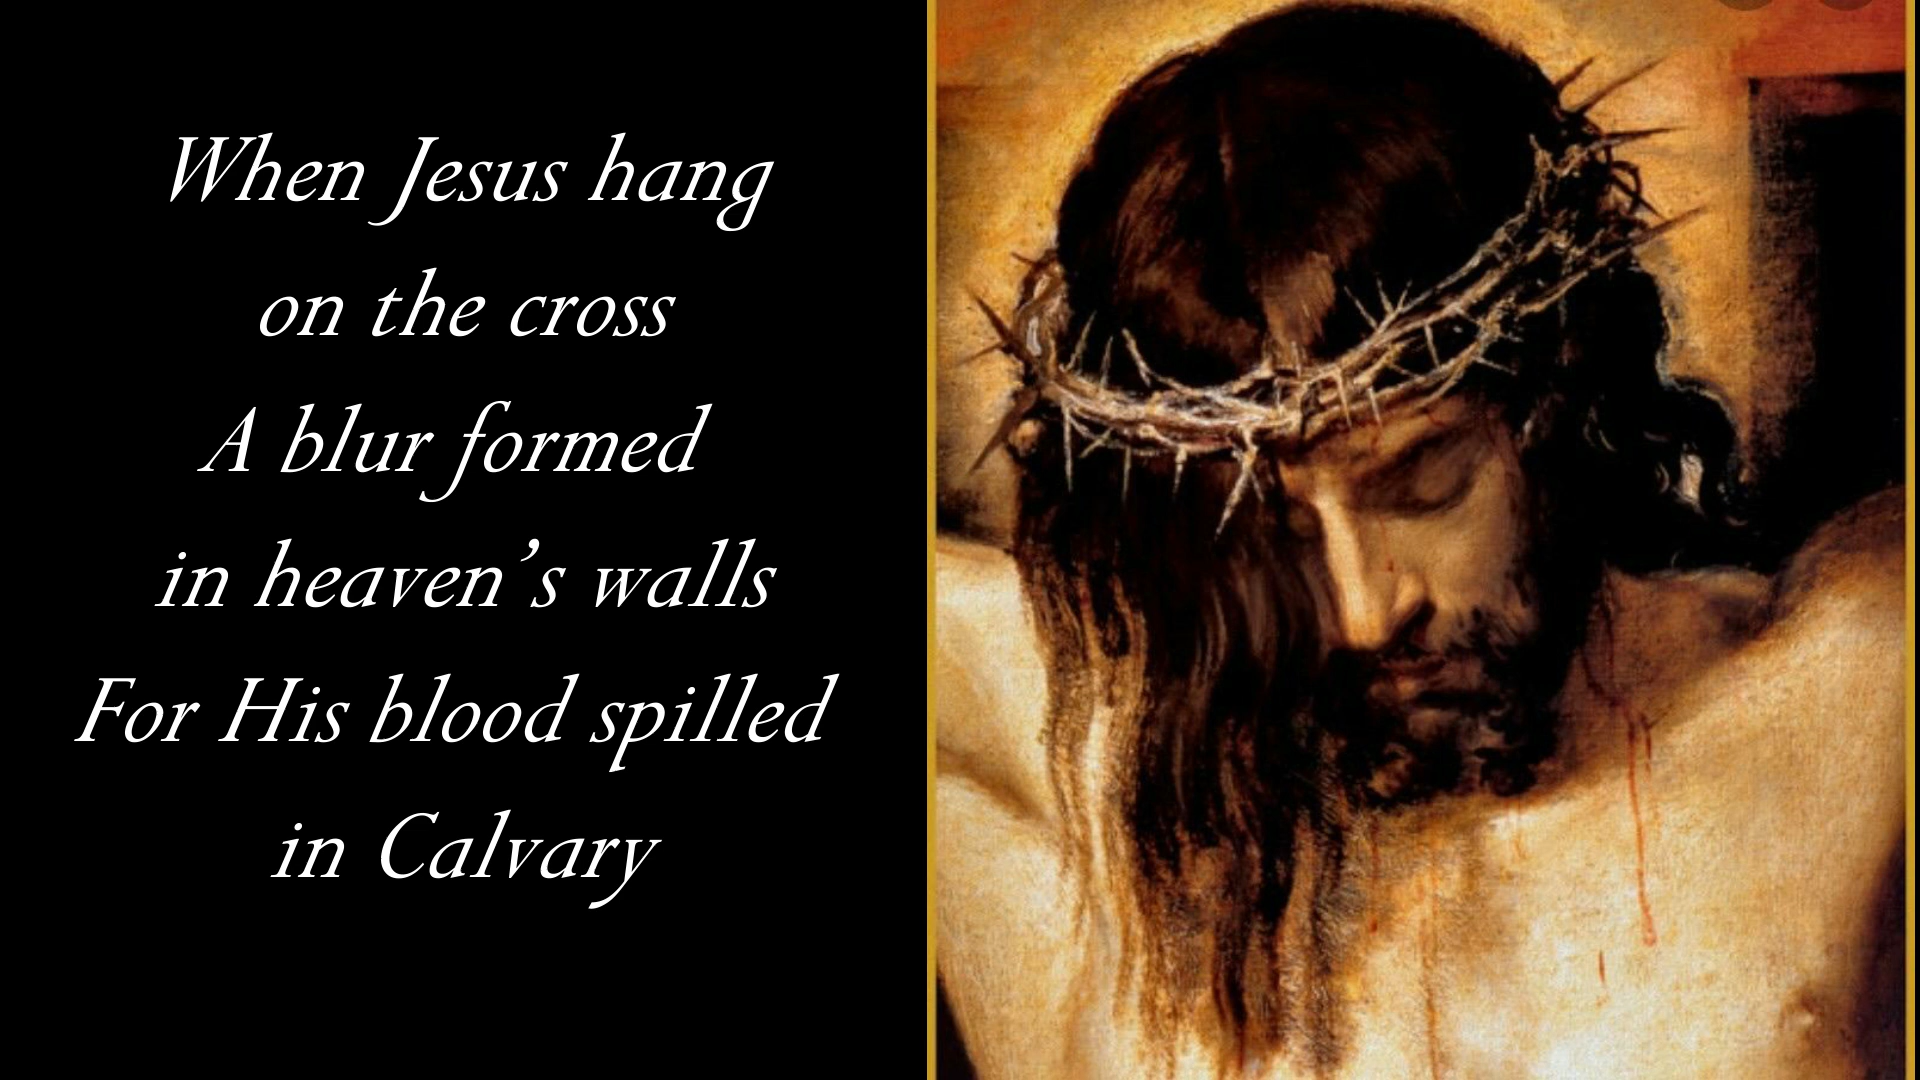 When Jesus hang
on the cross
A blur formed
in heaven’s walls
For His blood spilled
in Calvary